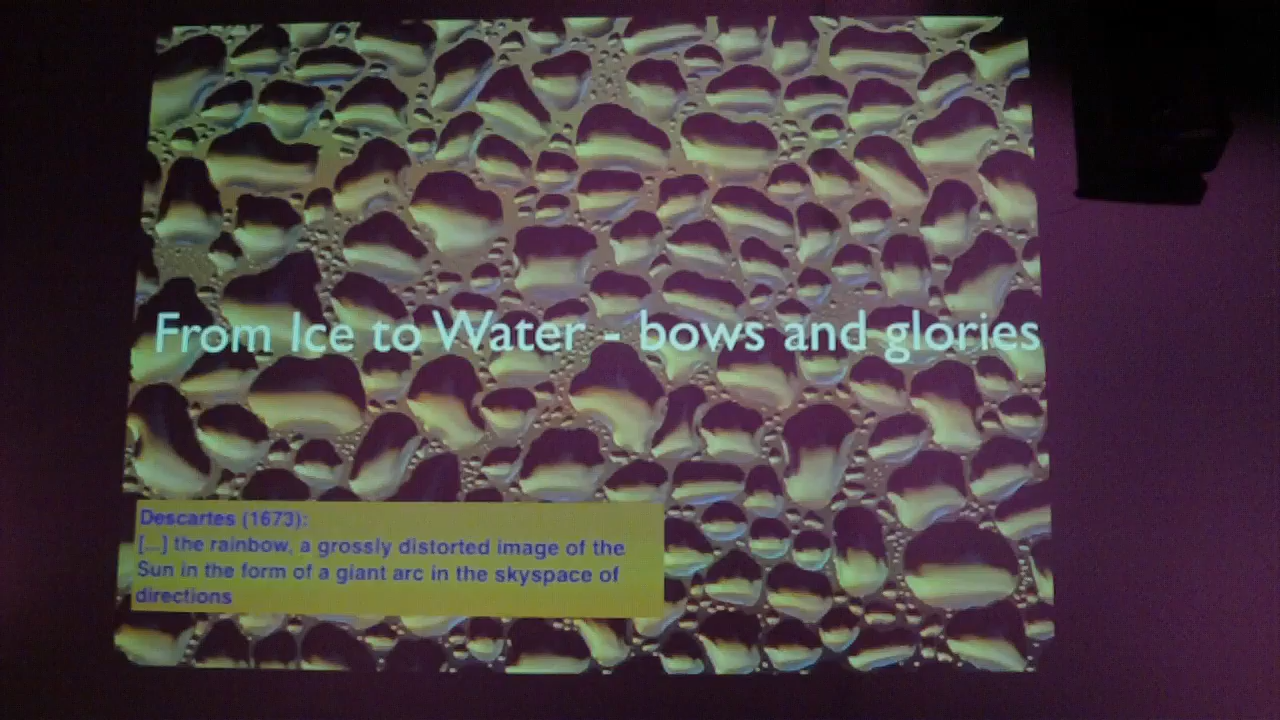 From Ice to Water - bows and glories
Descartes (1673):
[...] the rainbow, a grossly distorted image of the
Sun in the form of a giant arc in the skyspace of
directions